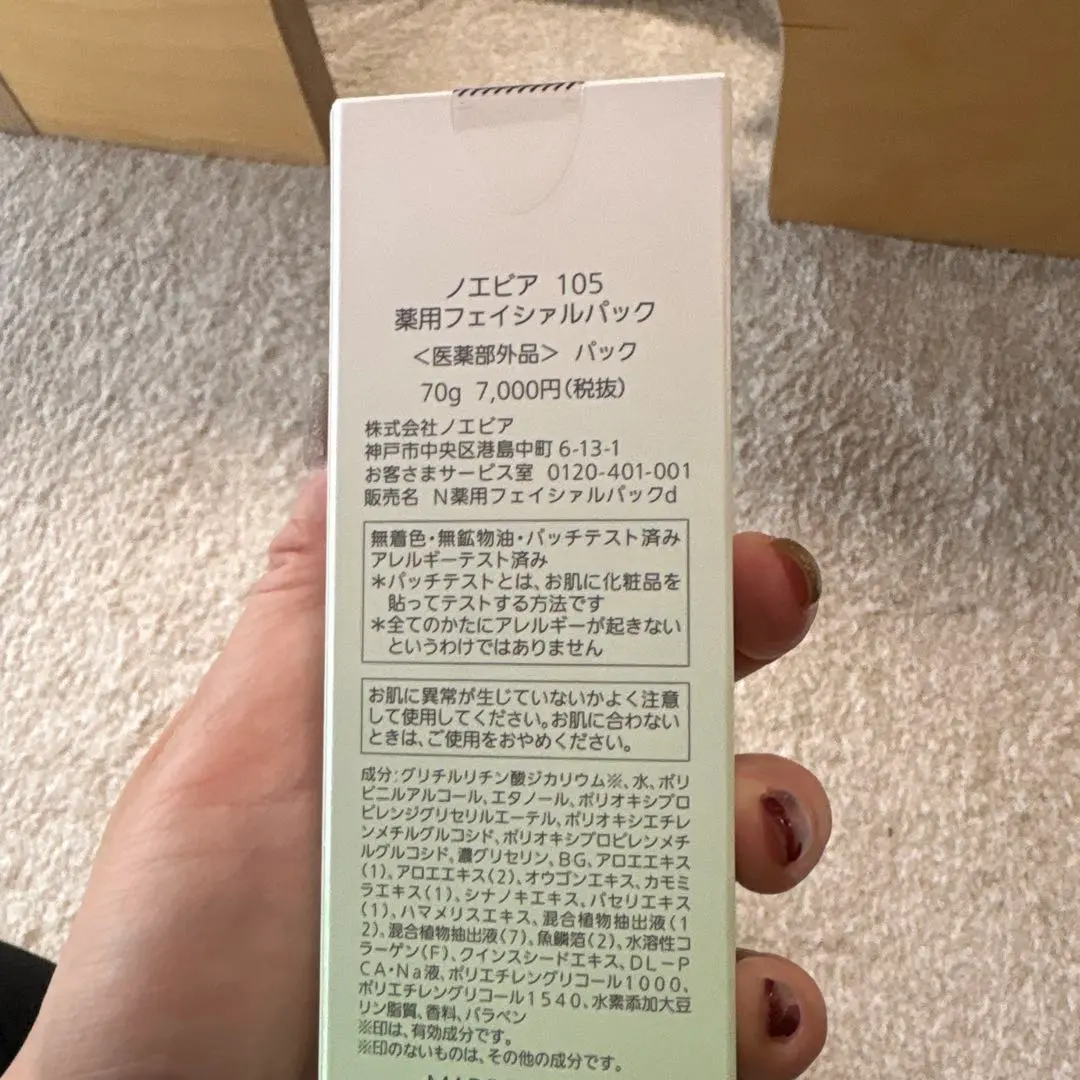 ノエビア 105
薬用フェイシャルパック
＜医薬部外品＞ パック
70g 7,000円（税抜）
株式会社ノエビア
神戸市中央区港島中町 6-13-1
お客さまサービス室 0120-401-001
販売名 N薬用フェイシャルパックd
無着色・無鉱物油・パッチテスト済み
アレルギーテスト済み
＊パッチテストとは、お肌に化粧品を
貼ってテストする方法です
＊全てのかたにアレルギーが起きない
というわけではありません
お肌に異常が生じていないかよく注意
して使用してください。お肌に合わない
ときは、ご使用をおやめください。
成分：グリチルリチン酸ジカリウム※、水、ポリ
ビニルアルコール、エタノール、ポリオキシプロ
ピレンジグリセリルエーテル、ポリオキシエチレ
ンメチルグルコシド、ポリオキシプロピレンメチ
ルグルコシド、濃グリセリン、BG、アロエエキス
（1）、アロエエキス（2）、オウゴンエキス、カモミ
ラエキス（1）、シナノキエキス、パセリエキス
（1）、ハマメリスエキス、混合植物抽出液（1
2）、混合植物抽出液（7）、魚鱗箔（2）、水溶性コ
ラーゲン（F）、クインスシードエキス、DL－P
CA・Na液、ポリエチレングリコール1000、
ポリエチレングリコール1540、水素添加大豆
リン脂質、香料、パラベン
※印は、有効成分です。
※印のないものは、その他の成分です。